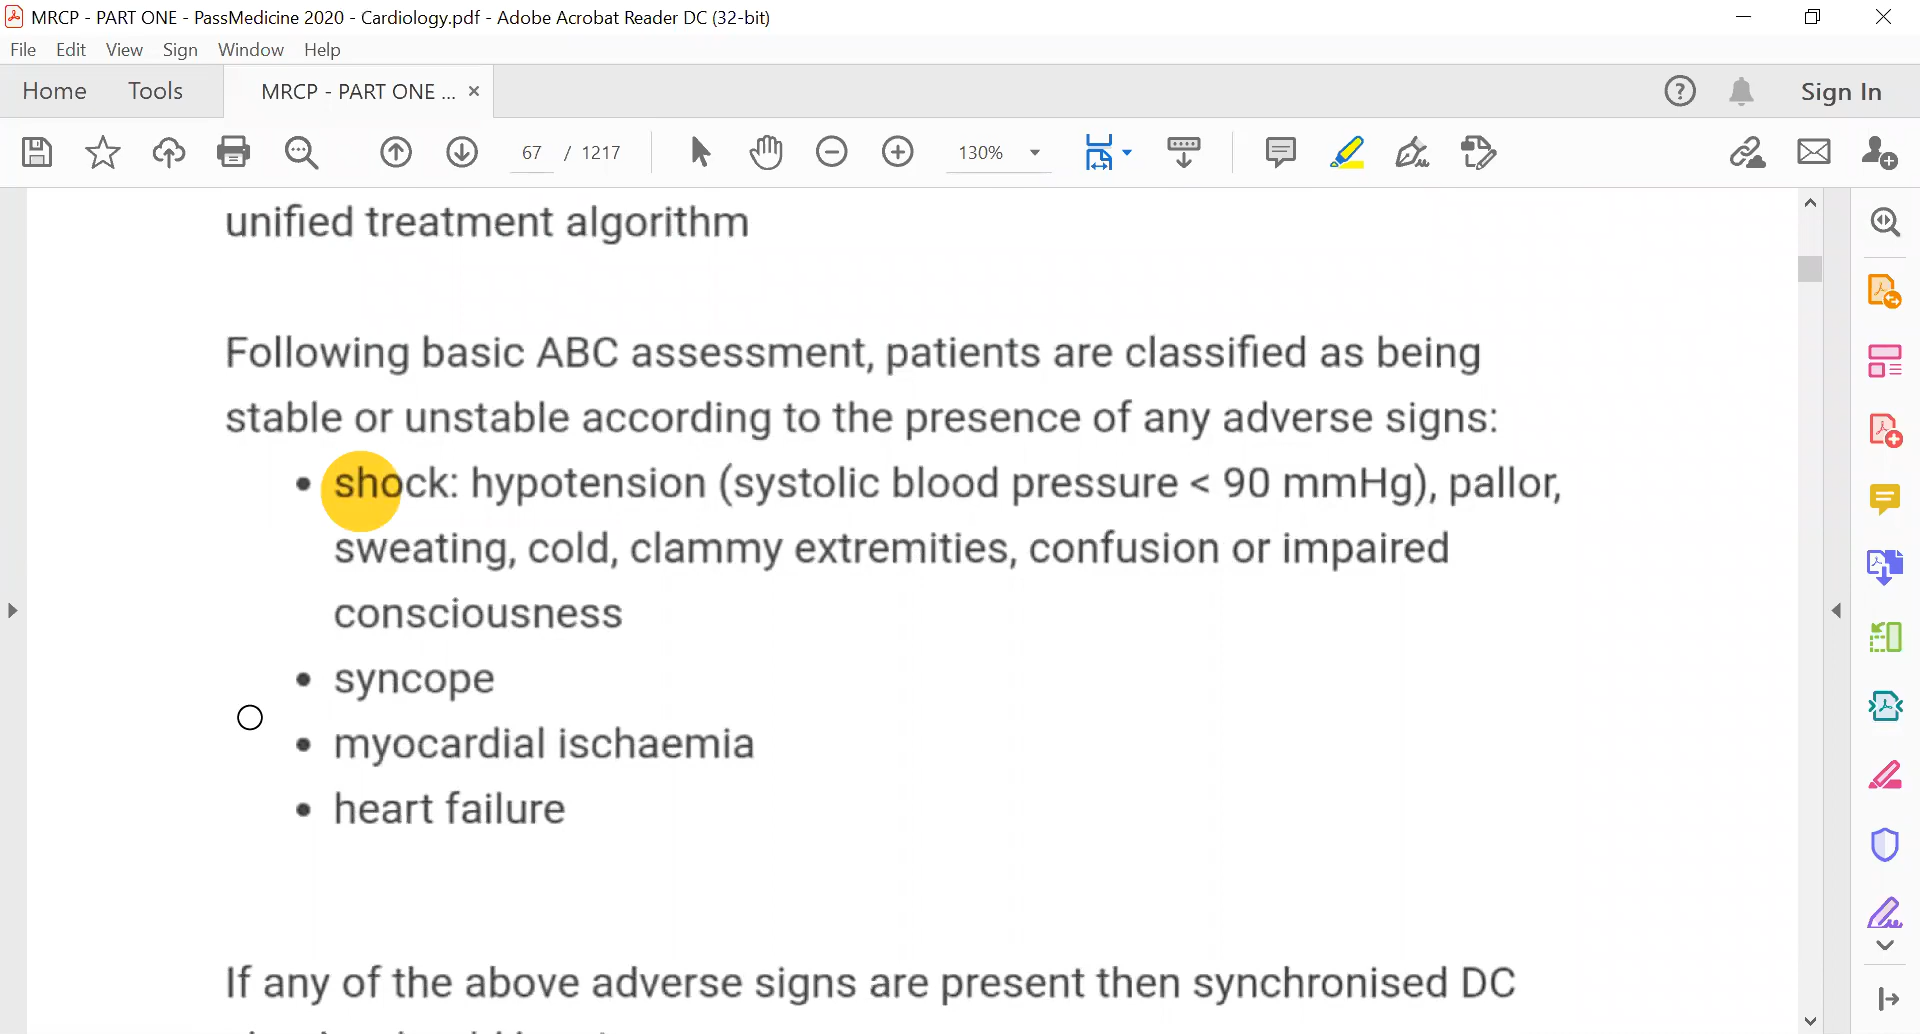 MRCP - PART ONE - PassMedicine 2020 - Cardiology.pdf - Adobe Acrobat Reader DC (32-bit)
File Edit View Sign Window Help
Home Tools MRCP - PART ONE ... × Sign In
67 / 1217 130%
unified treatment algorithm
Following basic ABC assessment, patients are classified as being
stable or unstable according to the presence of any adverse signs:
• shock: hypotension (systolic blood pressure < 90 mmHg), pallor,
sweating, cold, clammy extremities, confusion or impaired
consciousness
• syncope
• myocardial ischaemia
• heart failure
If any of the above adverse signs are present then synchronised DC